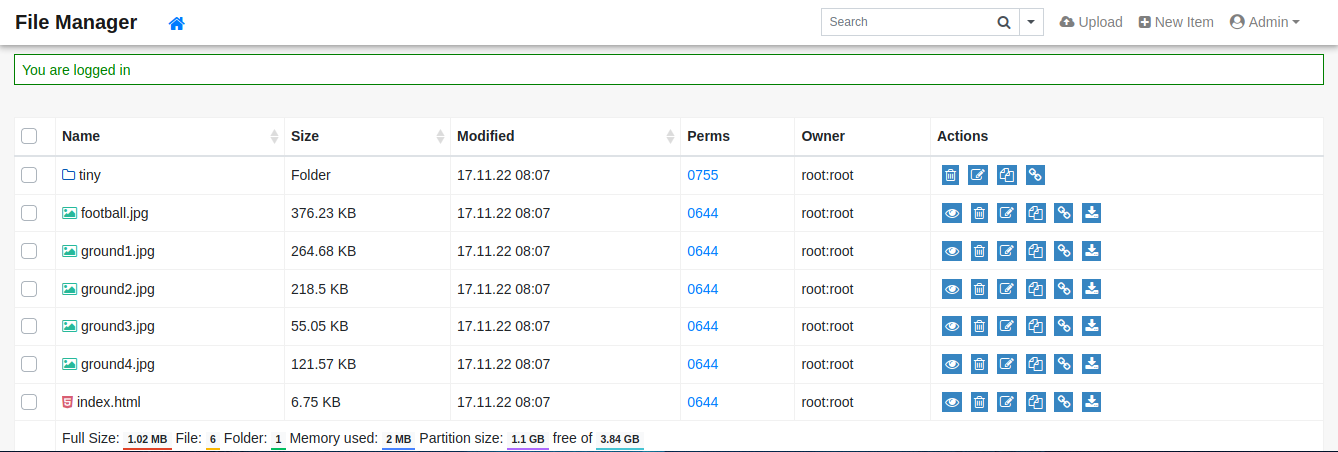 File Manager Search Upload New Item Admin
You are logged in
Name Size Modified Perms Owner Actions
tiny Folder 17.11.22 08:07 0755 root:root
football.jpg 376.23 KB 17.11.22 08:07 0644 root:root
ground1.jpg 264.68 KB 17.11.22 08:07 0644 root:root
ground2.jpg 218.5 KB 17.11.22 08:07 0644 root:root
ground3.jpg 55.05 KB 17.11.22 08:07 0644 root:root
ground4.jpg 121.57 KB 17.11.22 08:07 0644 root:root
index.html 6.75 KB 17.11.22 08:07 0644 root:root
Full Size: 1.02 MB File: 6 Folder: 1 Memory used: 2 MB Partition size: 1.1 GB free of 3.84 GB